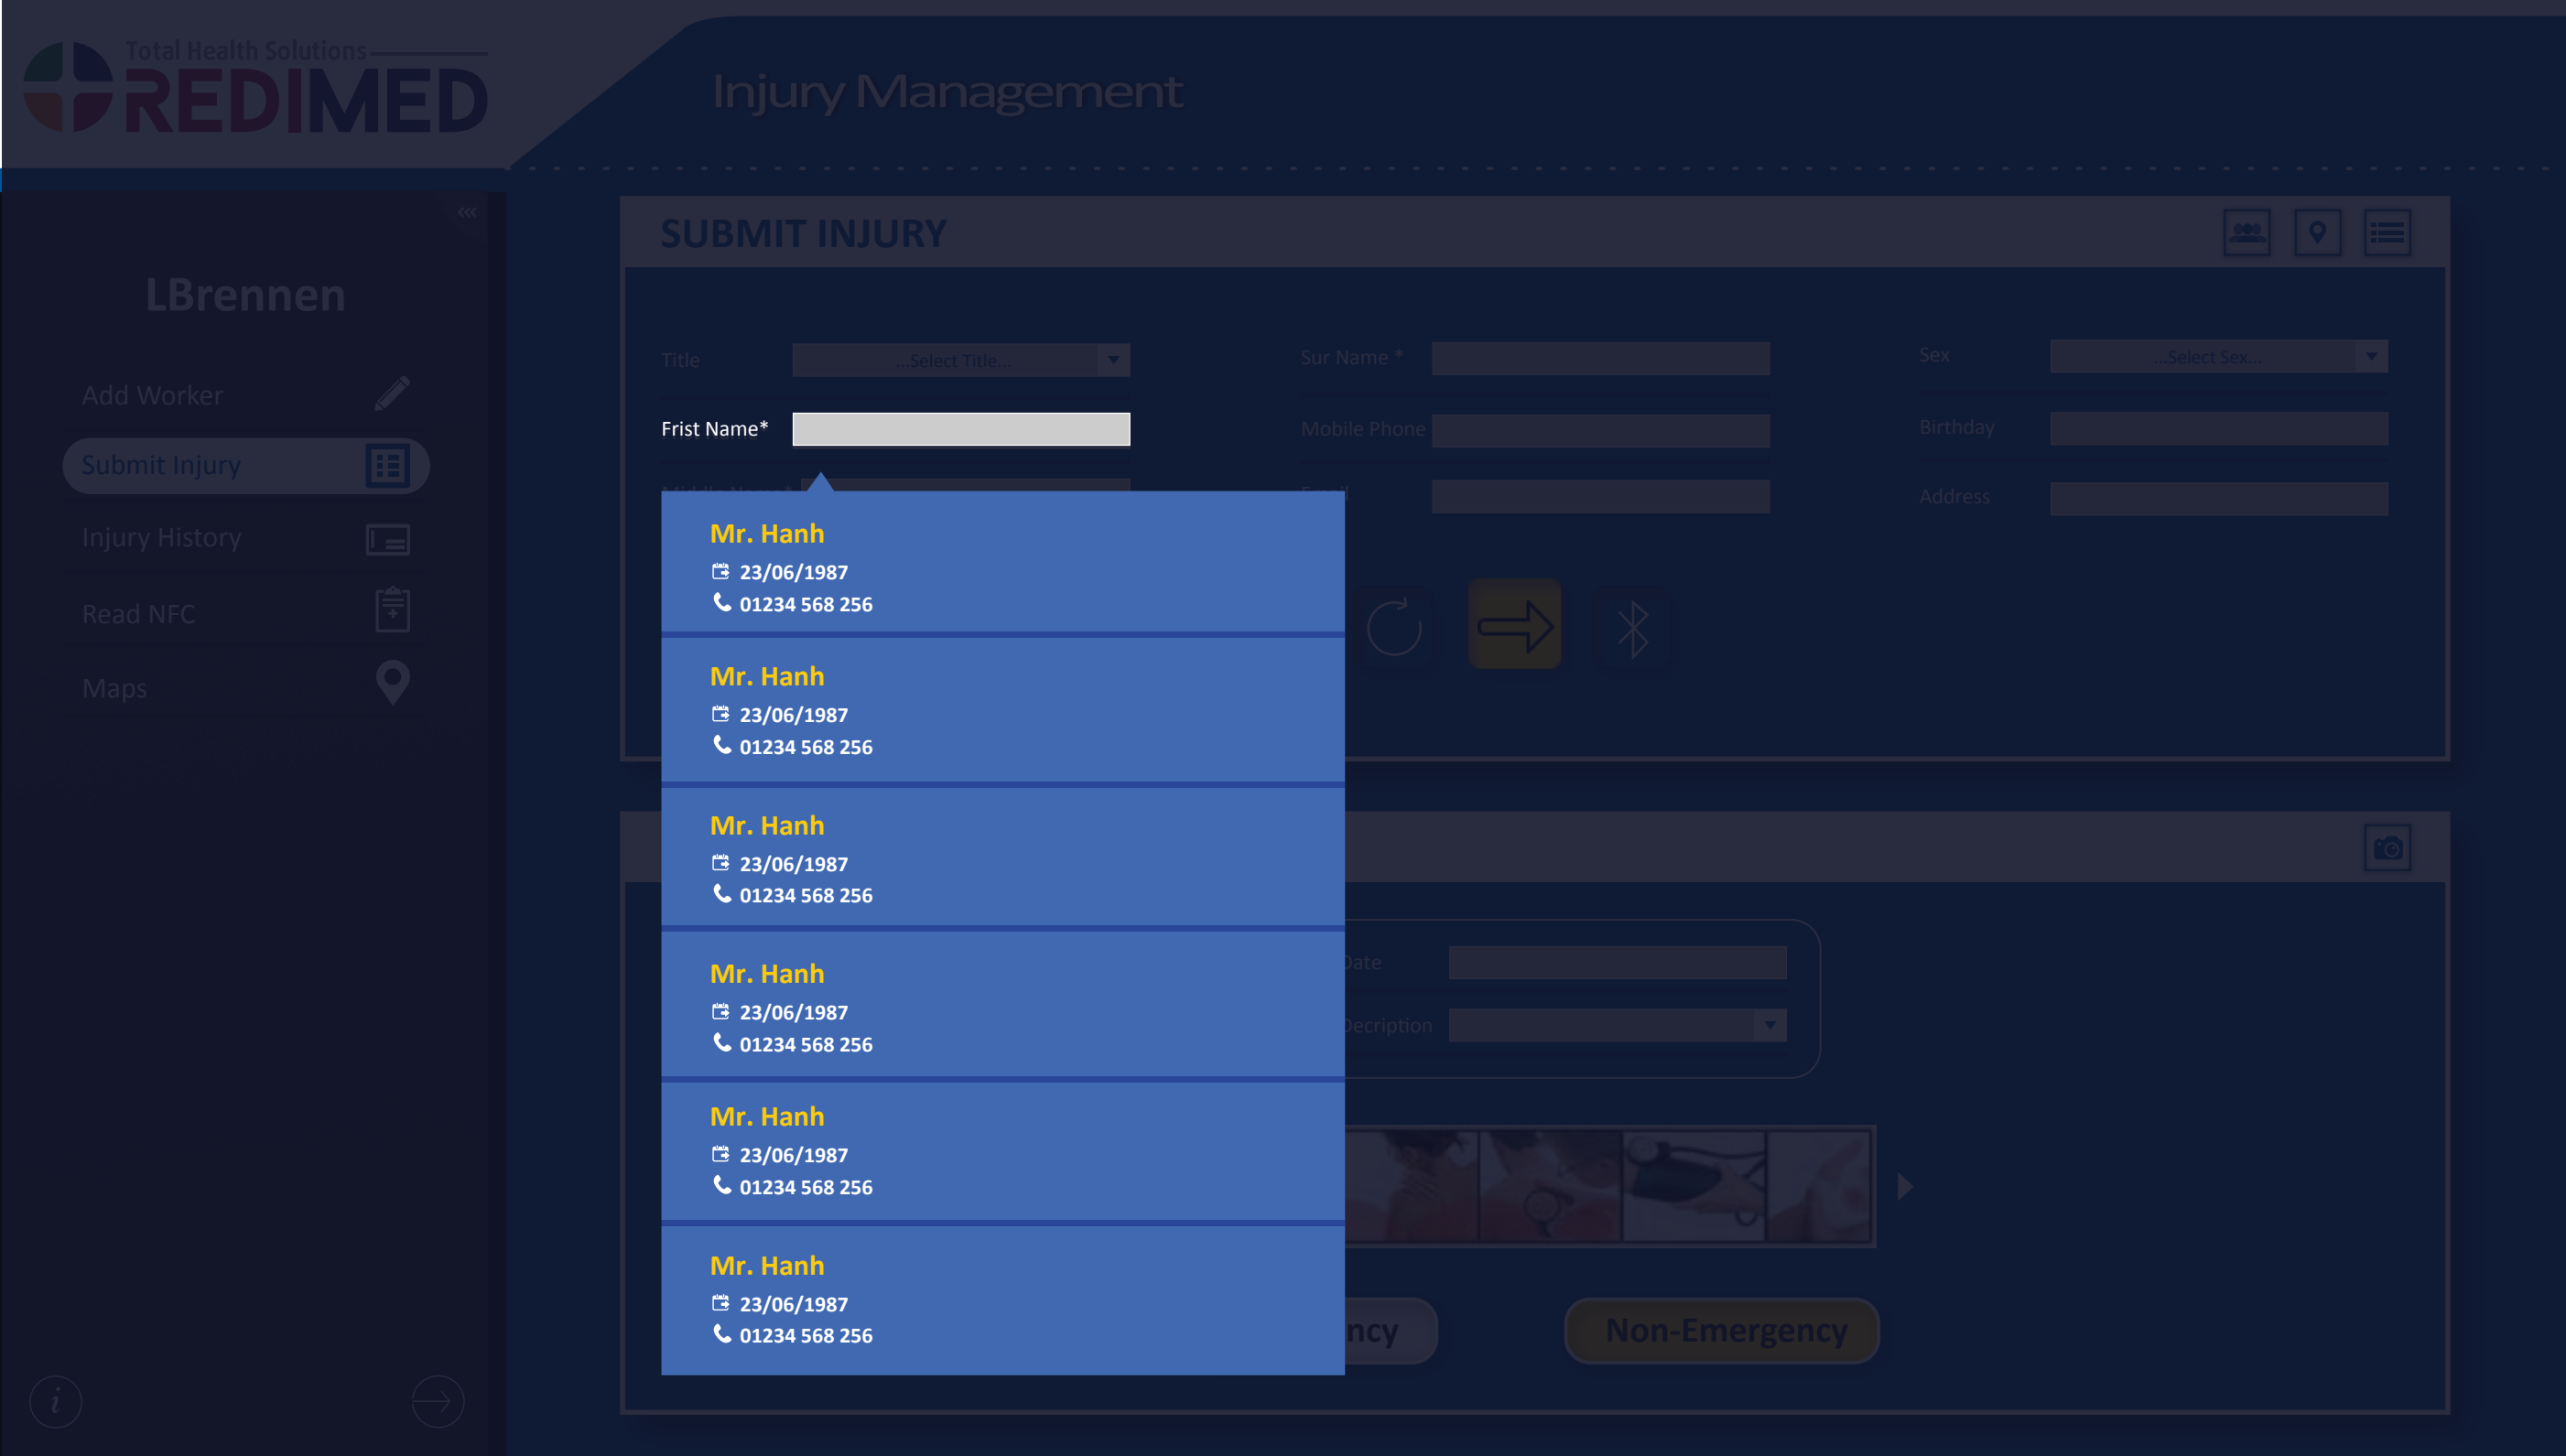 Total Health Solutions
REDIMED
Injury Management
SUBMIT INJURY
LBrennen
Add Worker
Submit Injury
Injury History
Read NFC
Maps
Title
...Select Title...
Sur Name *
Sex
...Select Sex...
Frist Name*
Mobile Phone
Birthday
Middle Name*
Email
Address
Mr. Hanh
23/06/1987
01234 568 256
Mr. Hanh
23/06/1987
01234 568 256
Mr. Hanh
23/06/1987
01234 568 256
Mr. Hanh
23/06/1987
01234 568 256
Mr. Hanh
23/06/1987
01234 568 256
Mr. Hanh
23/06/1987
01234 568 256
Date
Decription
ncy
Non-Emergency
i